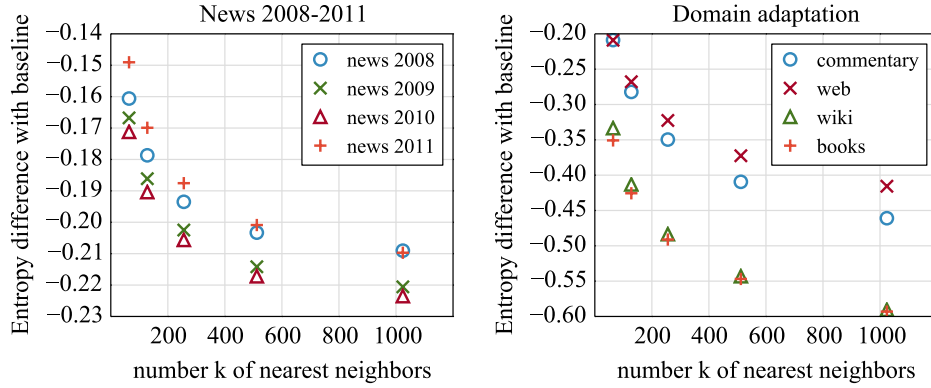 News 2008-2011
Entropy difference with baseline
−0.14
−0.15
−0.16
−0.17
−0.18
−0.19
−0.20
−0.21
−0.22
−0.23
news 2008
news 2009
news 2010
news 2011
200 400 600 800 1000
number k of nearest neighbors
Domain adaptation
Entropy difference with baseline
−0.20
−0.25
−0.30
−0.35
−0.40
−0.45
−0.50
−0.55
−0.60
commentary
web
wiki
books
200 400 600 800 1000
number k of nearest neighbors